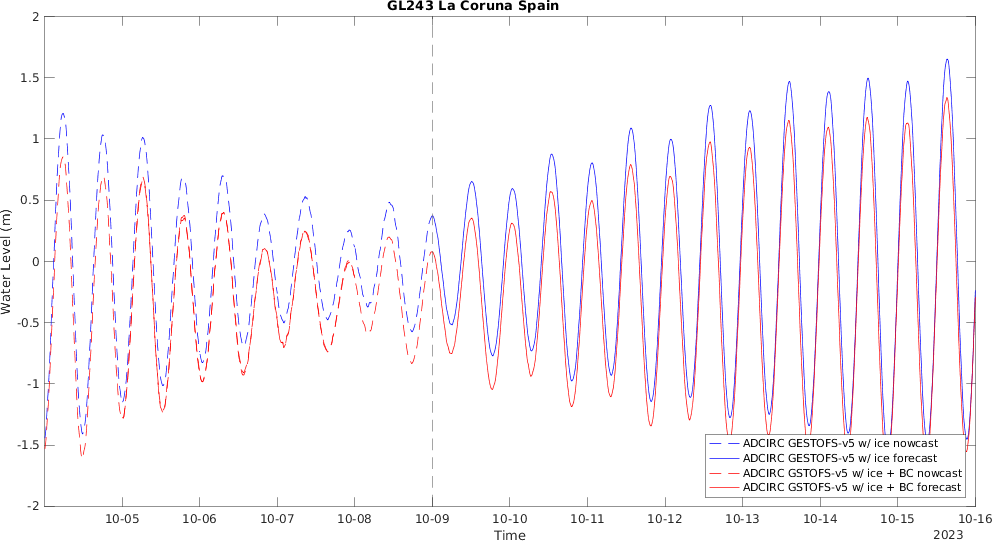 GL243 La Coruna Spain
2
1.5
1
0.5
0
-0.5
-1
-1.5
-2
Water Level (m)
ADCIRC GESTOFS-v5 w/ ice nowcast
ADCIRC GESTOFS-v5 w/ ice forecast
ADCIRC GSTOFS-v5 w/ ice + BC nowcast
ADCIRC GSTOFS-v5 w/ ice + BC forecast
10-05 10-06 10-07 10-08 10-09 10-10 10-11 10-12 10-13 10-14 10-15 10-16
Time
2023